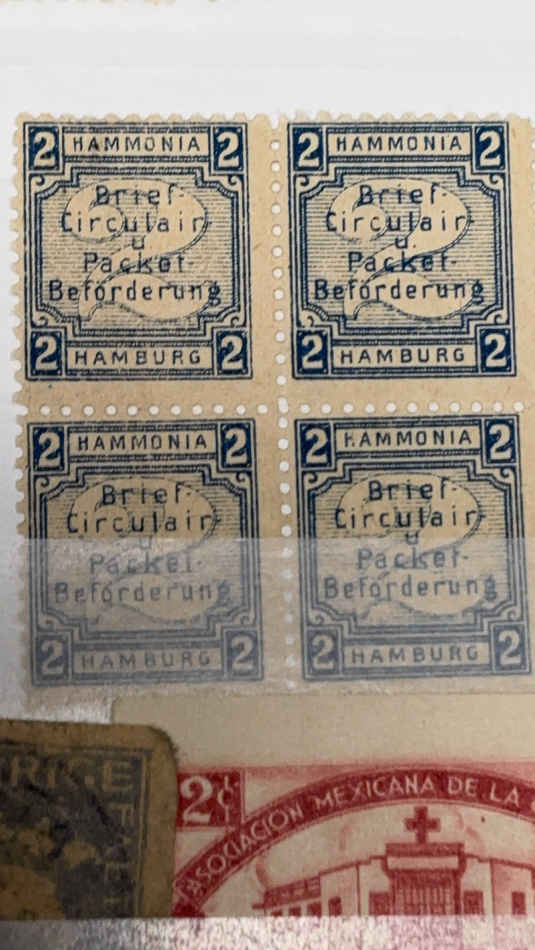 2 HAMMONIA 2
Brief-
Circulair-
u.
Packet-
Beförderung
2 HAMBURG 2
2 HAMMONIA 2
Brief-
Circulair-
u.
Packet-
Beförderung
2 HAMBURG 2
2 HAMMONIA 2
Brief-
Circulair-
u
Packet-
Beförderung
2 HAMBURG 2
2 HAMMONIA 2
Brief-
Circulair-
u
Packet-
Beförderung
2 HAMBURG 2
2¢
ASOCIACION MEXICANA DE LA